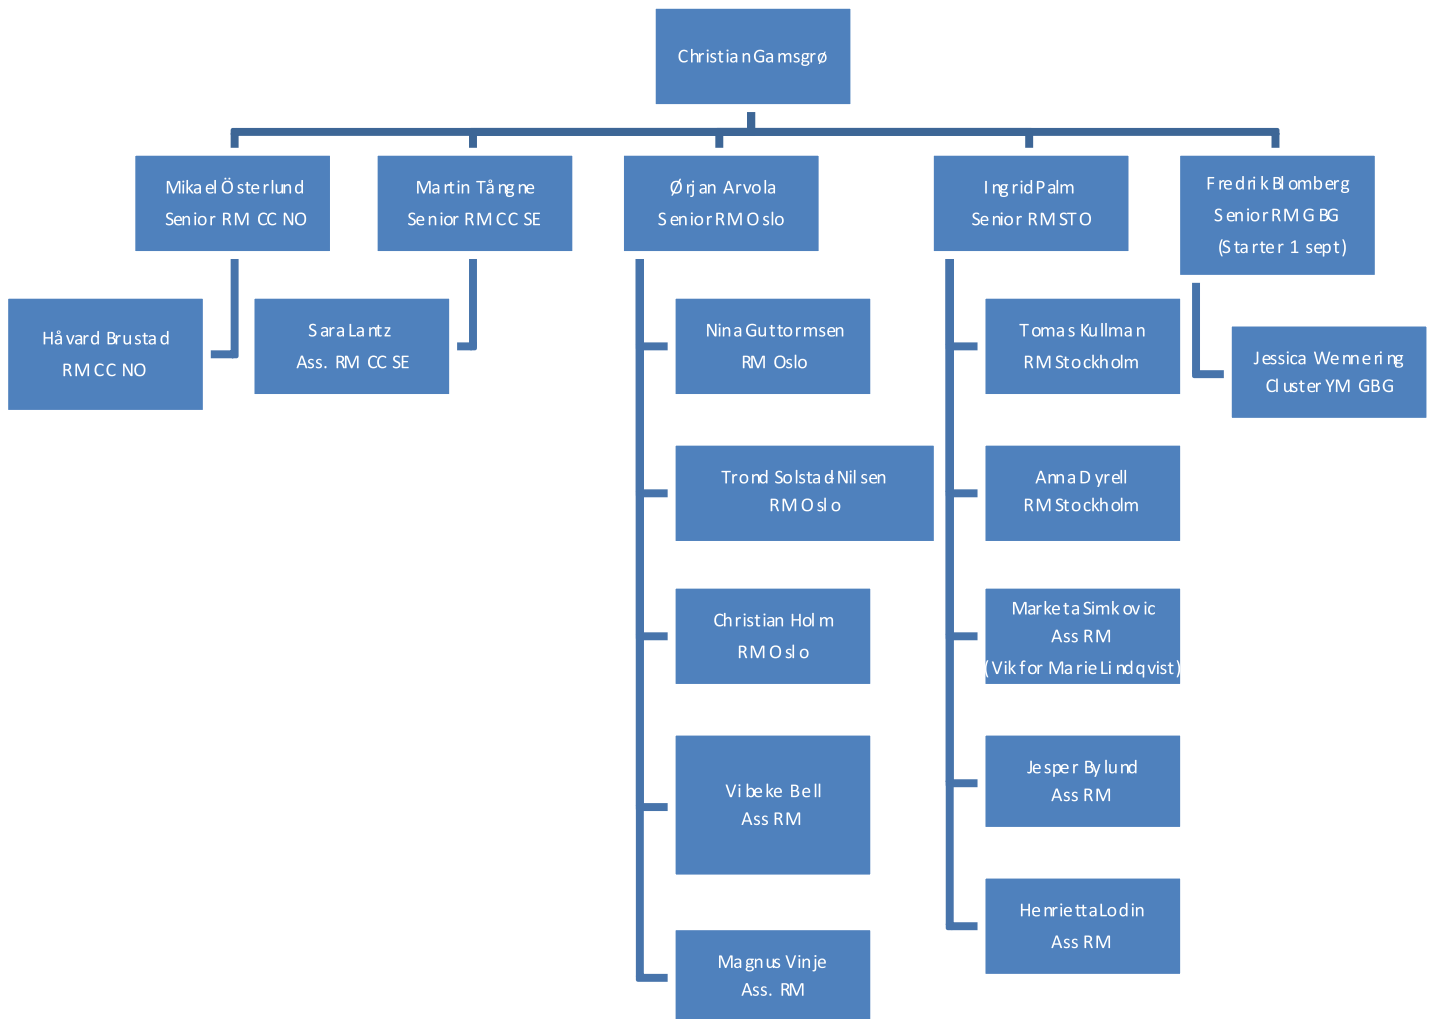 Christian Gamsgrø
Mikael Österlund
Senior RM CC NO
Martin Tångne
Senior RM CC SE
Ørjan Arvola
Senior RM Oslo
Ingrid Palm
Senior RM STO
Fredrik Blomberg
Senior RM GBG
(Starter 1 sept)
Håvard Brustad
RM CC NO
Sara Lantz
Ass. RM CC SE
Nina Guttormsen
RM Oslo
Tomas Kullman
RM Stockholm
Jessica Wennering
Cluster YM GBG
Trond Solstad-Nilsen
RM Oslo
Anna Dyrell
RM Stockholm
Christian Holm
RM Oslo
Marketa Simkovic
Ass RM
(Vik for Marie Lindqvist)
Vibeke Bell
Ass RM
Jesper Bylund
Ass RM
Henrietta Lodin
Ass RM
Magnus Vinje
Ass. RM